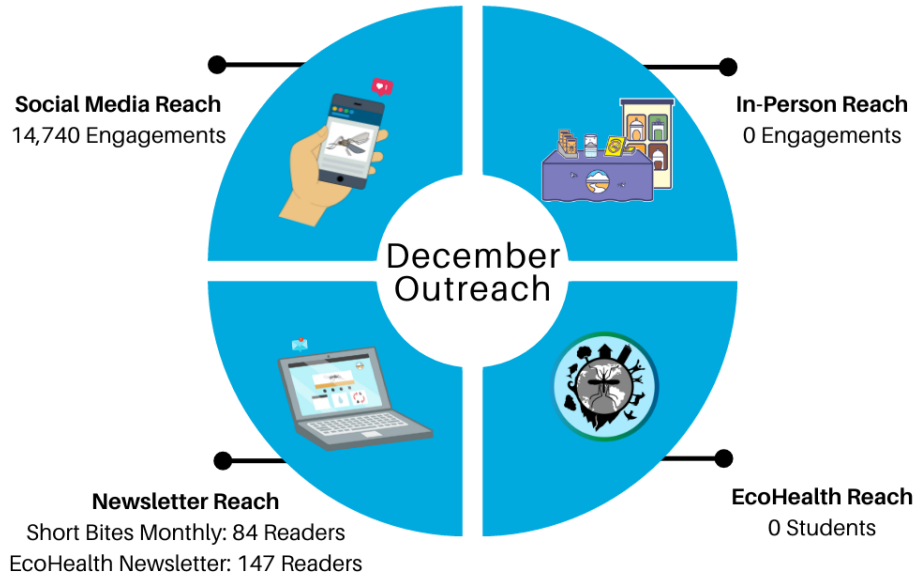 Social Media Reach
14,740 Engagements
In-Person Reach
0 Engagements
December
Outreach
Newsletter Reach
Short Bites Monthly: 84 Readers
EcoHealth Newsletter: 147 Readers
EcoHealth Reach
0 Students